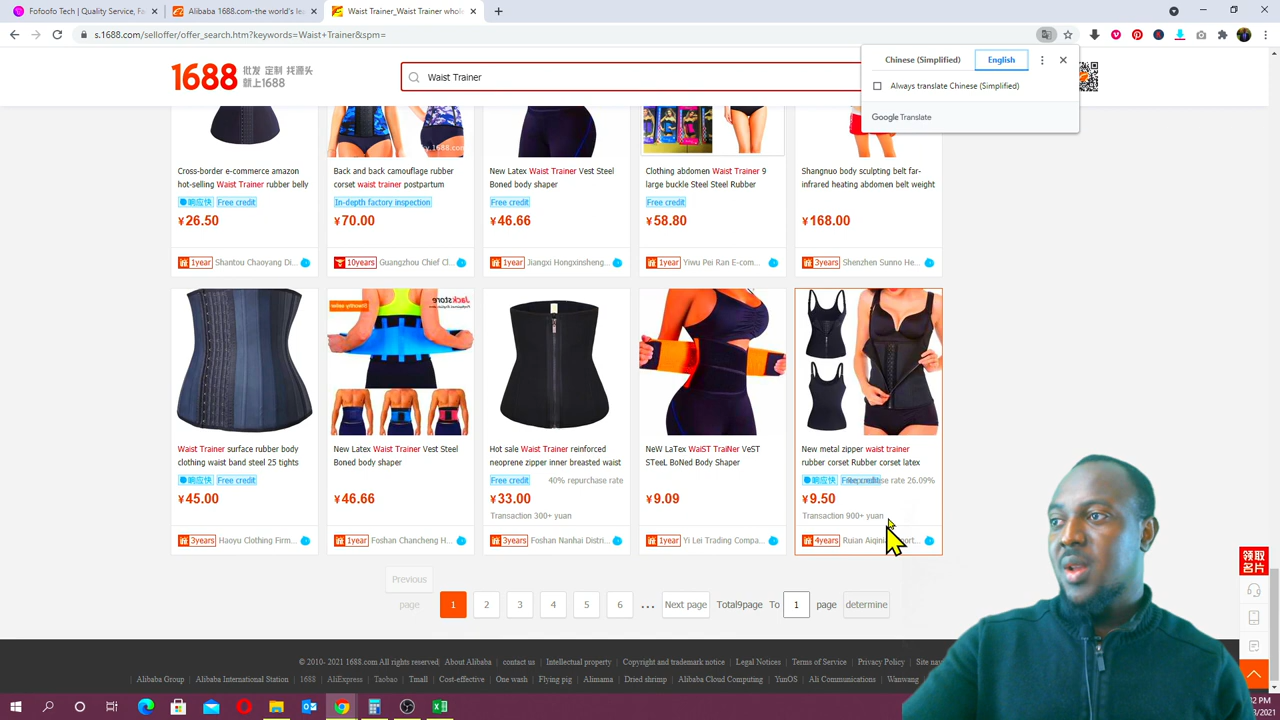 Fofoofo Tech | Quality Service, Fa
Alibaba 1688.com-the world's lea
Waist Trainer_Waist Trainer whole
s.1688.com/selloffer/offer_search.htm?keywords=Waist+Trainer&spm=
1688 批发 定制 找源头
就上1688
Waist Trainer
Chinese (Simplified)
English
Always translate Chinese (Simplified)
Google Translate
Cross-border e-commerce amazon
hot-selling Waist Trainer rubber belly
响应快 Free credit
¥26.50
1year Shantou Chaoyang Di...
Back and back camouflage rubber
corset waist trainer postpartum
In-depth factory inspection
¥70.00
10years Guangzhou Chief Cl...
New Latex Waist Trainer Vest Steel
Boned body shaper
Free credit
¥46.66
1year Jiangxi Hongxinsheng...
Clothing abdomen Waist Trainer 9
large buckle Steel Steel Rubber
Free credit
¥58.80
1year Yiwu Pei Ran E-com...
Shangnuo body sculpting belt far-
infrared heating abdomen belt weight
¥168.00
3years Shenzhen Sunno He...
Waist Trainer surface rubber body
clothing waist band steel 25 tights
响应快 Free credit
¥45.00
3years Haoyu Clothing Firm...
Jackstore
New Latex Waist Trainer Vest Steel
Boned body shaper
¥46.66
1year Foshan Chancheng H...
Hot sale Waist Trainer reinforced
neoprene zipper inner breasted waist
Free credit 40% repurchase rate
¥33.00
Transaction 300+ yuan
3years Foshan Nanhai Distri...
NeW LaTex WaiST TraiNer VeST
STeeL BoNed Body Shaper
¥9.09
1year Yi Lei Trading Compa...
New metal zipper waist trainer
rubber corset Rubber corset latex
响应快 Free credit Repurchase rate 26.09%
¥9.50
Transaction 900+ yuan
4years Ruian Aiqini
Previous
page
1 2 3 4 5 6 ... Next page Total9page To 1 page determine
领取
名片
© 2010- 2021 1688.com All rights reserved | About Alibaba | contact us | Intellectual property | Copyright and trademark notice | Legal Notices | Terms of Service | Privacy Policy | Site nav
Alibaba Group | Alibaba International Station | 1688 | AliExpress | Taobao | Tmall | Cost-effective | One wash | Flying pig | Alimama | Dried shrimp | Alibaba Cloud Computing | YunOS | Ali Communications | Wanwang